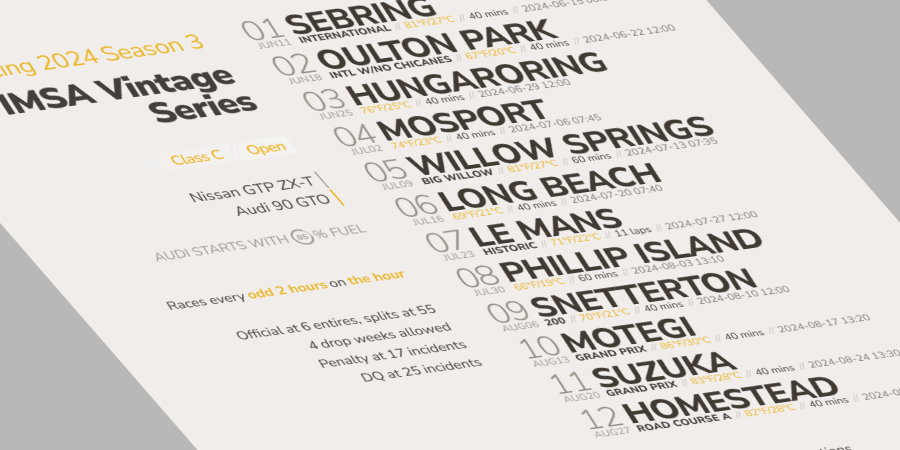 ing 2024 Season 3
IMSA Vintage
Series
Class C Open
Nissan GTP ZX-T
Audi 90 GTO
AUDI STARTS WITH 85 % FUEL
Races every odd 2 hours on the hour
Official at 6 entires, splits at 55
4 drop weeks allowed
Penalty at 17 incidents
DQ at 25 incidents
01 SEBRING
JUN11 INTERNATIONAL // 81°F/27°C // 40 mins // 2024-06-15
02 OULTON PARK
JUN18 INTL W/NO CHICANES // 67°F/20°C // 40 mins // 2024-06-22 12:00
03 HUNGARORING
JUN25 76°F/25°C // 40 mins // 2024-06-29 12:00
04 MOSPORT
JUL02 74°F/23°C // 40 mins // 2024-07-06 07:45
05 WILLOW SPRINGS
JUL09 BIG WILLOW // 81°F/27°C // 60 mins // 2024-07-13 07:35
06 LONG BEACH
JUL16 69°F/21°C // 40 mins // 2024-07-20 07:40
07 LE MANS
JUL23 HISTORIC // 71°F/22°C // 11 laps // 2024-07-27 12:00
08 PHILLIP ISLAND
JUL30 66°F/19°C // 60 mins // 2024-08-03 13:10
09 SNETTERTON
AUG06 200 // 70°F/21°C // 40 mins // 2024-08-10 12:00
10 MOTEGI
AUG13 GRAND PRIX // 86°F/30°C // 40 mins // 2024-08-17 13:20
11 SUZUKA
AUG20 GRAND PRIX // 83°F/28°C // 40 mins // 2024-08-24 13:30
12 HOMESTEAD
AUG27 ROAD COURSE A // 82°F/28°C // 40 mins // 2024-0